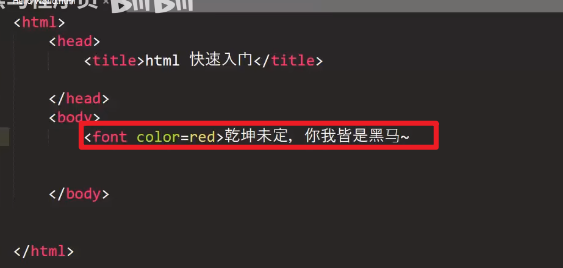 <html>
<head>
<title>html 快速入门</title>
</head>
<body>
<font color=red>乾坤未定，你我皆是黑马~
</body>
</html>